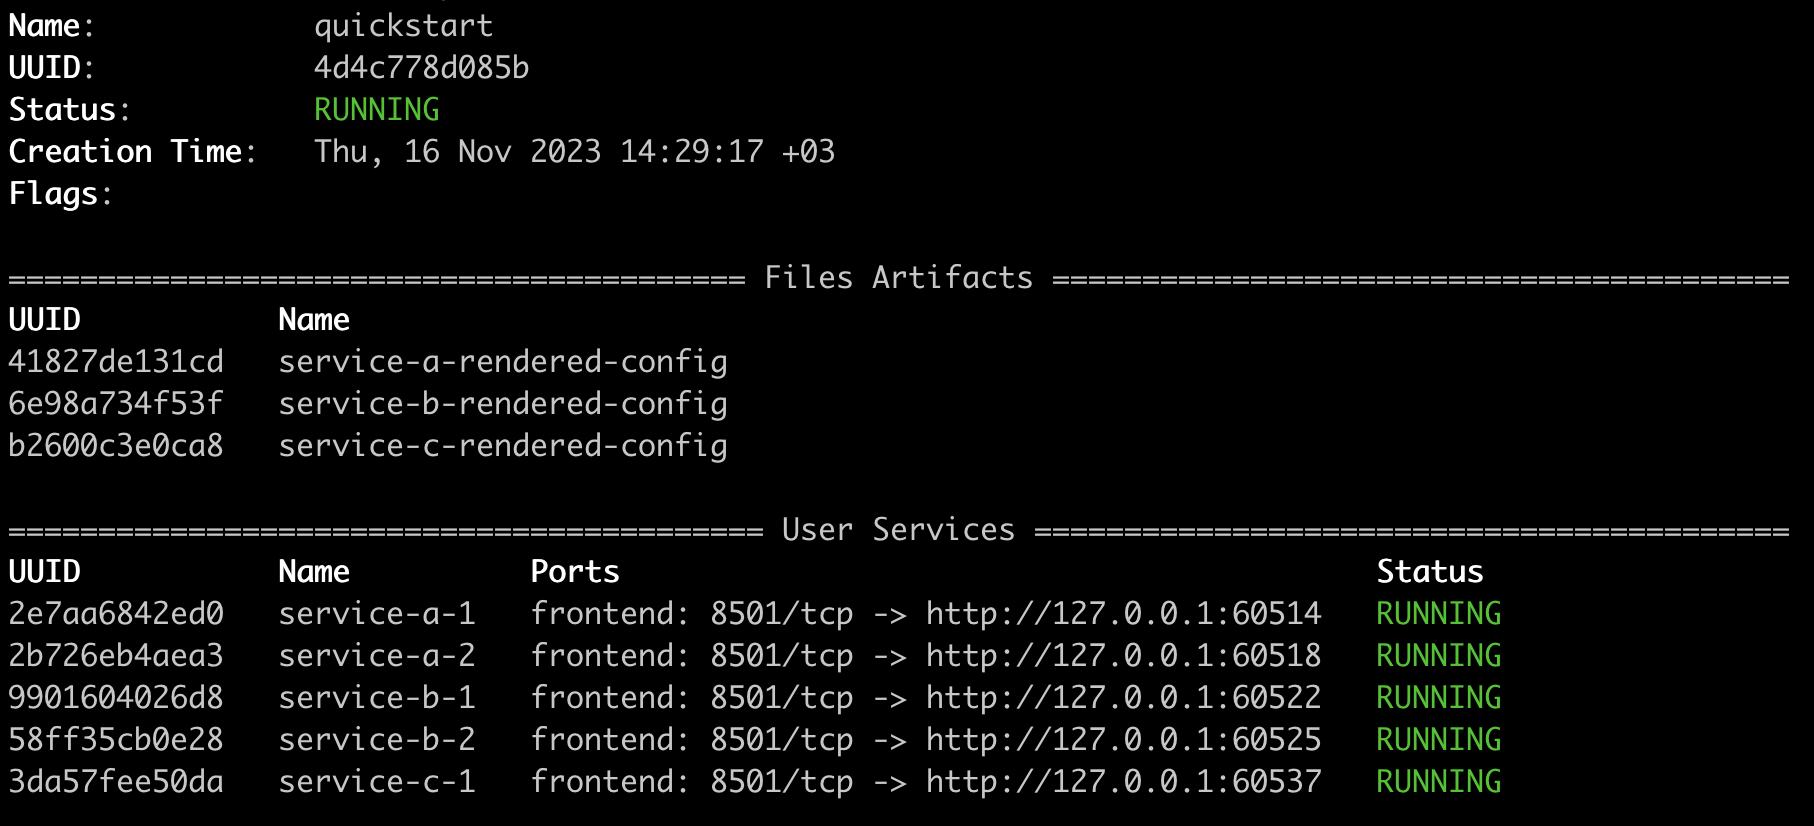 Name: quickstart
UUID: 4d4c778d085b
Status: RUNNING
Creation Time: Thu, 16 Nov 2023 14:29:17 +03
Flags:
========================================= Files Artifacts =========================================
UUID Name
41827de131cd service-a-rendered-config
6e98a734f53f service-b-rendered-config
b2600c3e0ca8 service-c-rendered-config
========================================== User Services ==========================================
UUID Name Ports Status
2e7aa6842ed0 service-a-1 frontend: 8501/tcp -> http://127.0.0.1:60514 RUNNING
2b726eb4aea3 service-a-2 frontend: 8501/tcp -> http://127.0.0.1:60518 RUNNING
9901604026d8 service-b-1 frontend: 8501/tcp -> http://127.0.0.1:60522 RUNNING
58ff35cb0e28 service-b-2 frontend: 8501/tcp -> http://127.0.0.1:60525 RUNNING
3da57fee50da service-c-1 frontend: 8501/tcp -> http://127.0.0.1:60537 RUNNING